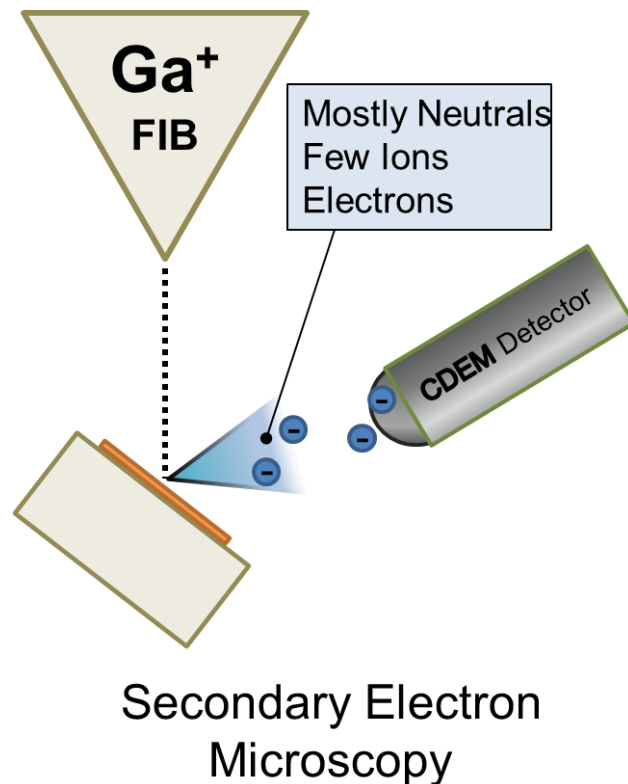 Ga⁺
FIB
Mostly Neutrals
Few Ions
Electrons
CDEM Detector
-
-
-
-
Secondary Electron
Microscopy